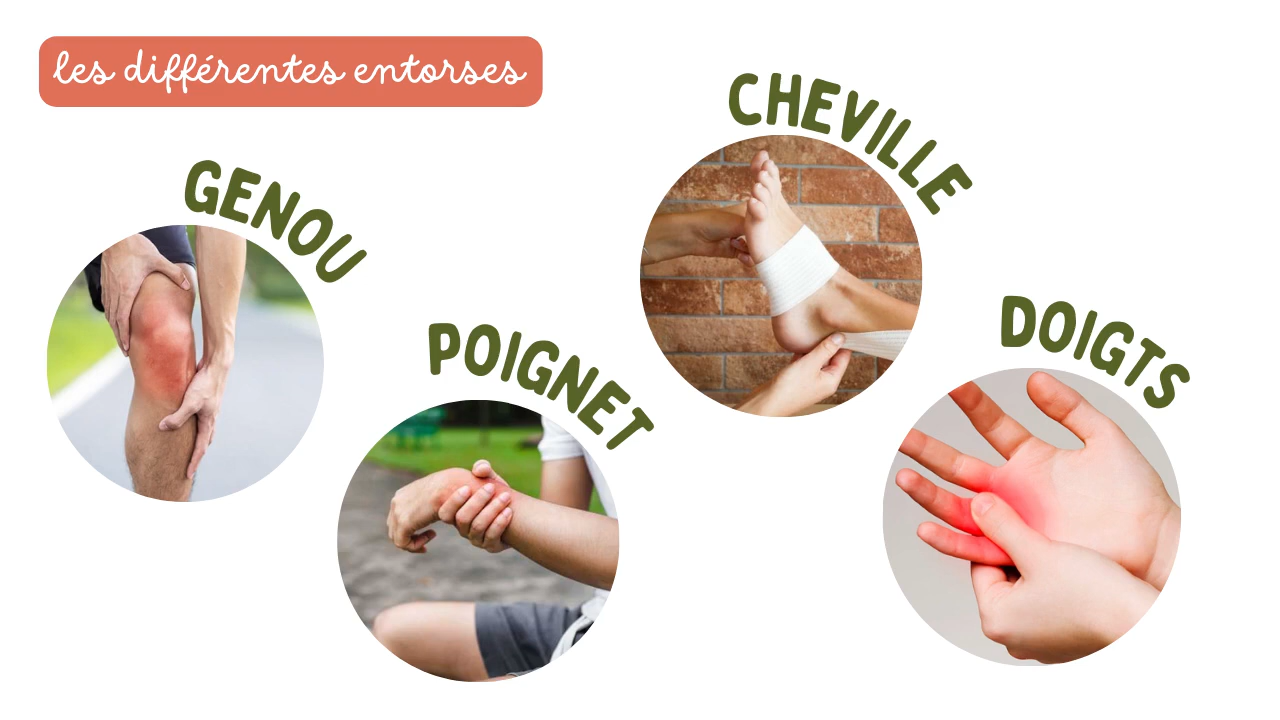 les différentes entorses
GENOU
POIGNET
CHEVILLE
DOIGTS